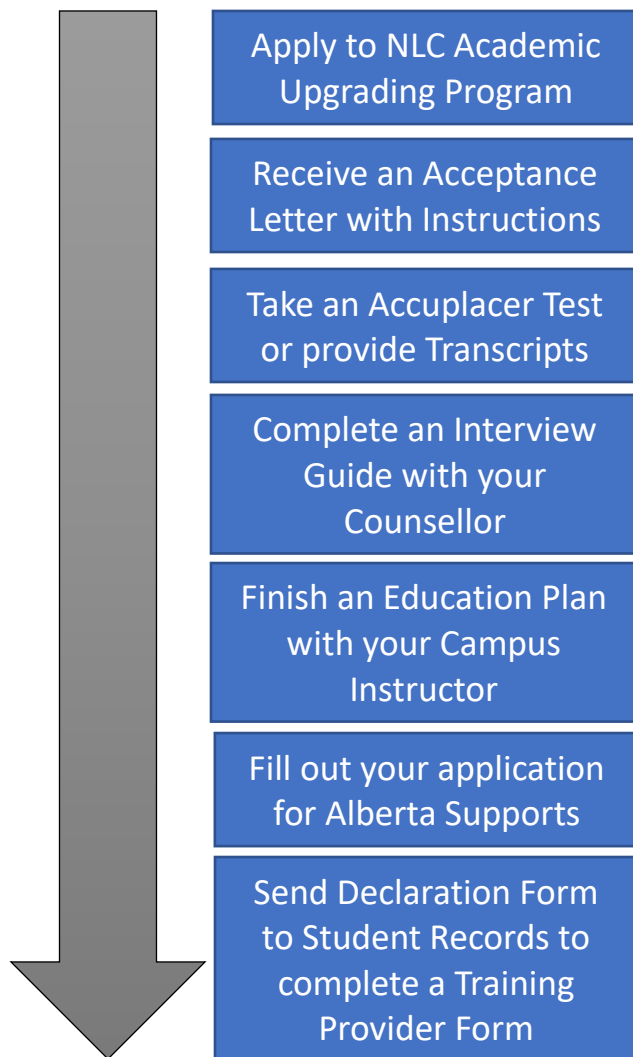 Apply to NLC Academic
Upgrading Program
Receive an Acceptance
Letter with Instructions
Take an Accuplacer Test
or provide Transcripts
Complete an Interview
Guide with your
Counsellor
Finish an Education Plan
with your Campus
Instructor
Fill out your application
for Alberta Supports
Send Declaration Form
to Student Records to
complete a Training
Provider Form